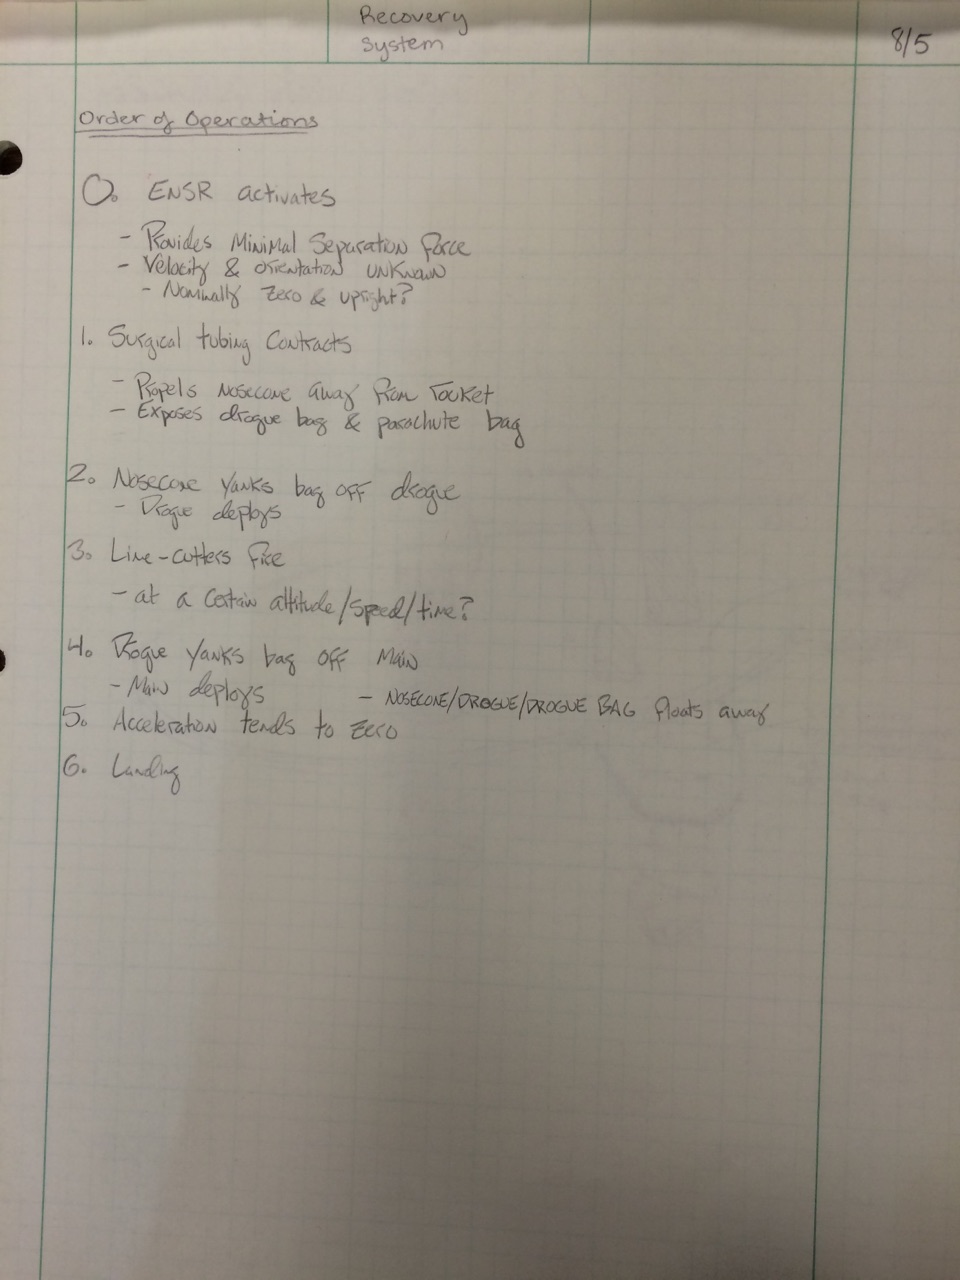 Recovery
System
8/5
Order of Operations
0. ENSR activates
- Provides Minimal Separation force
- Velocity & orientation unknown
- Nominally zero & upright?
1. Surgical tubing Contracts
- Propels nosecone away from rocket
- Exposes drogue bag & parachute bag
2. Nosecone yanks bag off drogue
- Drogue deploys
3. Line-cutters fire
- at a certain altitude/speed/time?
4. Drogue yanks bag off Main
- Main deploys - NOSECONE/DROGUE/DROGUE BAG floats away
5. Acceleration tends to zero
6. Landing